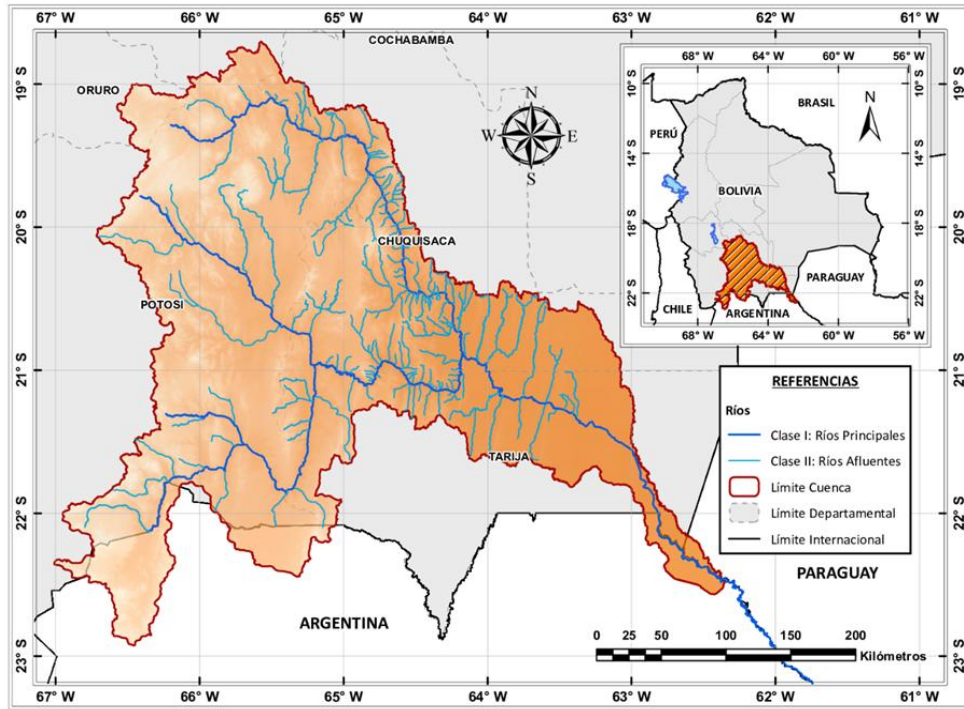 67° W 66° W 65° W 64° W 63° W 62° W 61° W
COCHABAMBA
ORURO
CHUQUISACA
POTOSI
TARIJA
ARGENTINA
PARAGUAY
N
W E
S
19° S
20° S
21° S
22° S
23° S
68° W 64° W 60° W 56° W
10° S
14° S
18° S
22° S
N
BRASIL
PERÚ
BOLIVIA
PARAGUAY
CHILE
ARGENTINA
68° W 64° W 60° W 56° W
10° S
14° S
18° S
22° S
REFERENCIAS
Ríos
Clase I: Ríos Principales
Clase II: Ríos Afluentes
Límite Cuenca
Límite Departamental
Límite Internacional
0 25 50 100 150 200
Kilómetros
19° S
20° S
21° S
22° S
23° S
67° W 66° W 65° W 64° W 63° W 62° W 61° W